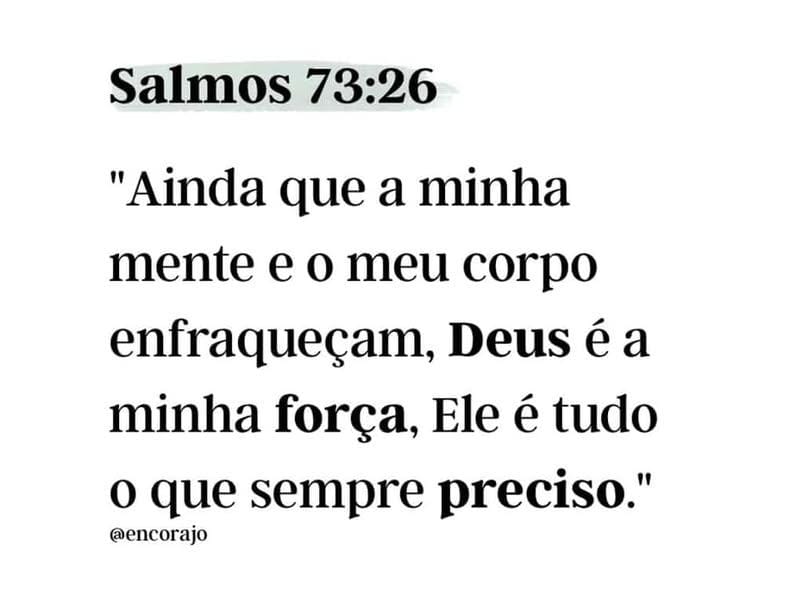 Salmos 73:26
"Ainda que a minha
mente e o meu corpo
enfraqueçam, Deus é a
minha força, Ele é tudo
o que sempre preciso."
@encorajo